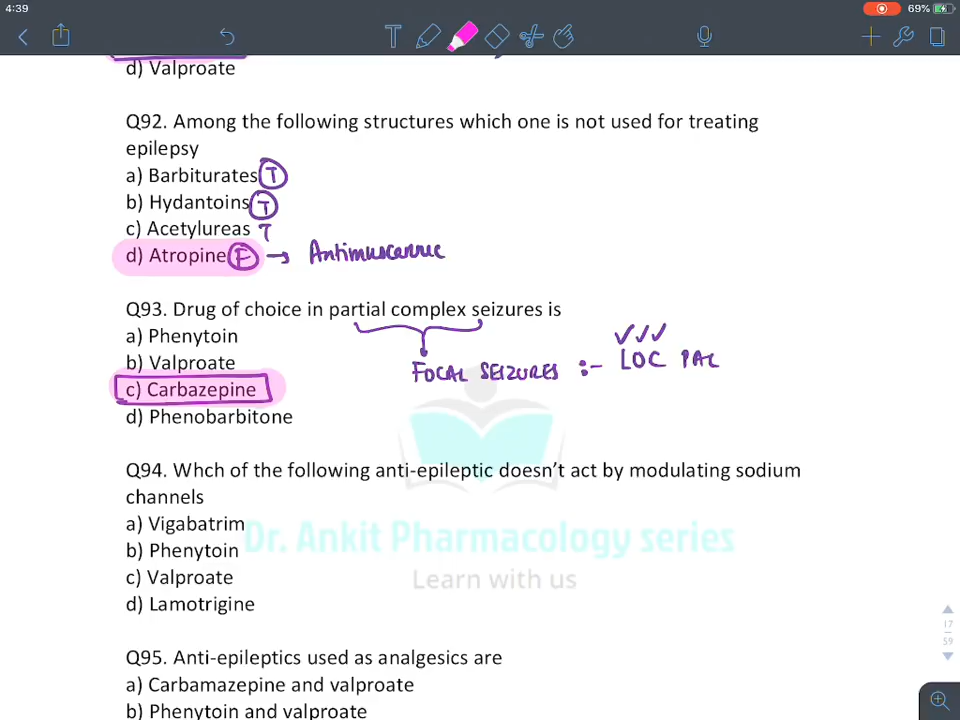 4:39
69%
T
d) Valproate
Q92. Among the following structures which one is not used for treating
epilepsy
a) Barbiturates T
b) Hydantoins T
c) Acetylureas T
d) Atropine F → Antimuscarinic
Q93. Drug of choice in partial complex seizures is
a) Phenytoin
b) Valproate
FOCAL SEIZURES :- LOC PAL
c) Carbazepine
d) Phenobarbitone
Q94. Whch of the following anti-epileptic doesn’t act by modulating sodium
channels
a) Vigabatrim
Dr. Ankit Pharmacology series
b) Phenytoin
c) Valproate
Learn with us
d) Lamotrigine
17
59
Q95. Anti-epileptics used as analgesics are
a) Carbamazepine and valproate
b) Phenytoin and valproate